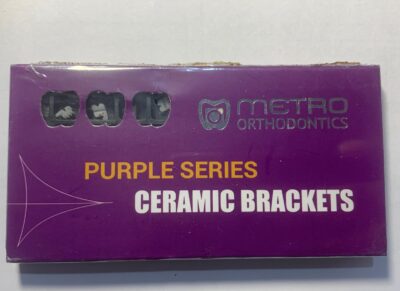 METRO
ORTHODONTICS
PURPLE SERIES
CERAMIC BRACKETS